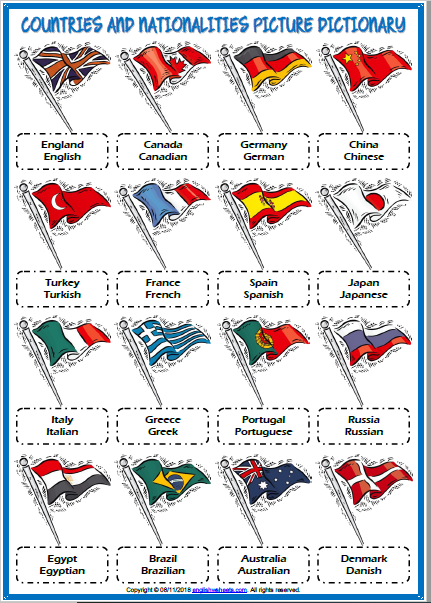 COUNTRIES AND NATIONALITIES PICTURE DICTIONARY
England
English
Canada
Canadian
Germany
German
China
Chinese
Turkey
Turkish
France
French
Spain
Spanish
Japan
Japanese
Italy
Italian
Greece
Greek
Portugal
Portuguese
Russia
Russian
Egypt
Egyptian
Brazil
Brazilian
Australia
Australian
Denmark
Danish
Copyright © 08/11/2018 englishwsheets.com. All rights reserved.